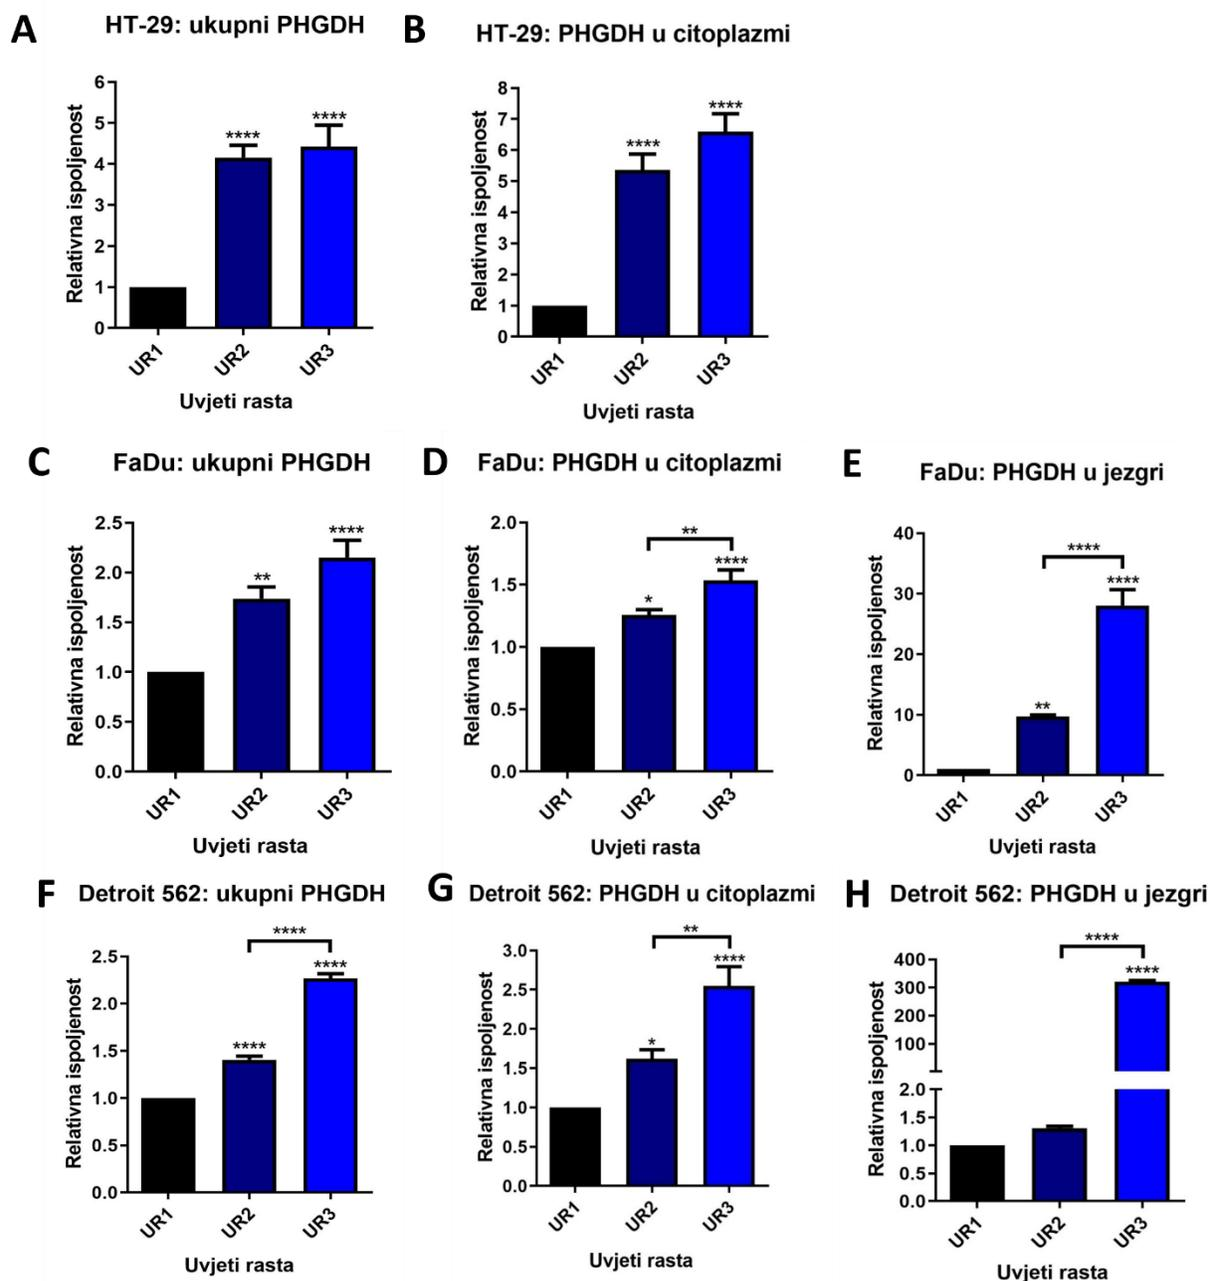 A
HT-29: ukupni PHGDH
Relativna ispoljenost
6
5
4
3
2
1
0
****
****
UR1
UR2
UR3
Uvjeti rasta
B
HT-29: PHGDH u citoplazmi
Relativna ispoljenost
8
7
6
5
4
3
2
1
0
****
****
UR1
UR2
UR3
Uvjeti rasta
C
FaDu: ukupni PHGDH
Relativna ispoljenost
2.5
2.0
1.5
1.0
0.5
0.0
**
****
UR1
UR2
UR3
Uvjeti rasta
D
FaDu: PHGDH u citoplazmi
Relativna ispoljenost
2.0
1.5
1.0
0.5
0.0
**
*
****
UR1
UR2
UR3
Uvjeti rasta
E
FaDu: PHGDH u jezgri
Relativna ispoljenost
40
30
20
10
0
****
**
****
UR1
UR2
UR3
Uvjeti rasta
F
Detroit 562: ukupni PHGDH
Relativna ispoljenost
2.5
2.0
1.5
1.0
0.5
0.0
****
****
****
UR1
UR2
UR3
Uvjeti rasta
G
Detroit 562: PHGDH u citoplazmi
Relativna ispoljenost
3.0
2.5
2.0
1.5
1.0
0.5
0.0
**
*
****
UR1
UR2
UR3
Uvjeti rasta
H
Detroit 562: PHGDH u jezgri
Relativna ispoljenost
400
300
200
100
2.0
1.5
1.0
0.5
0.0
****
****
UR1
UR2
UR3
Uvjeti rasta